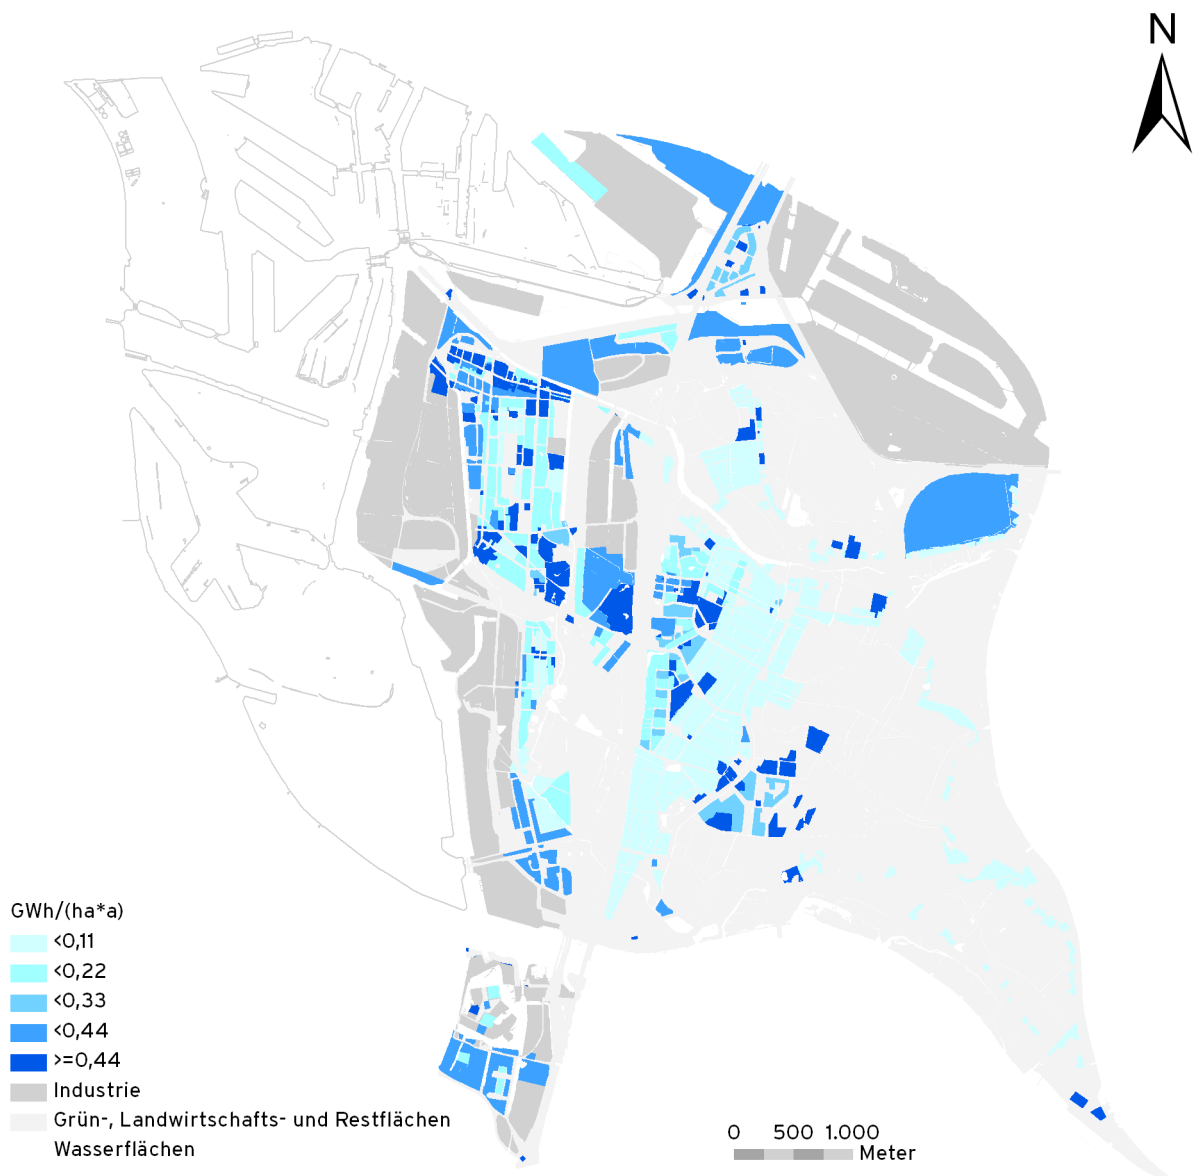 N
GWh/(ha*a)
<0,11
<0,22
<0,33
<0,44
>=0,44
Industrie
Grün-, Landwirtschafts- und Restflächen
Wasserflächen
0 500 1.000
Meter